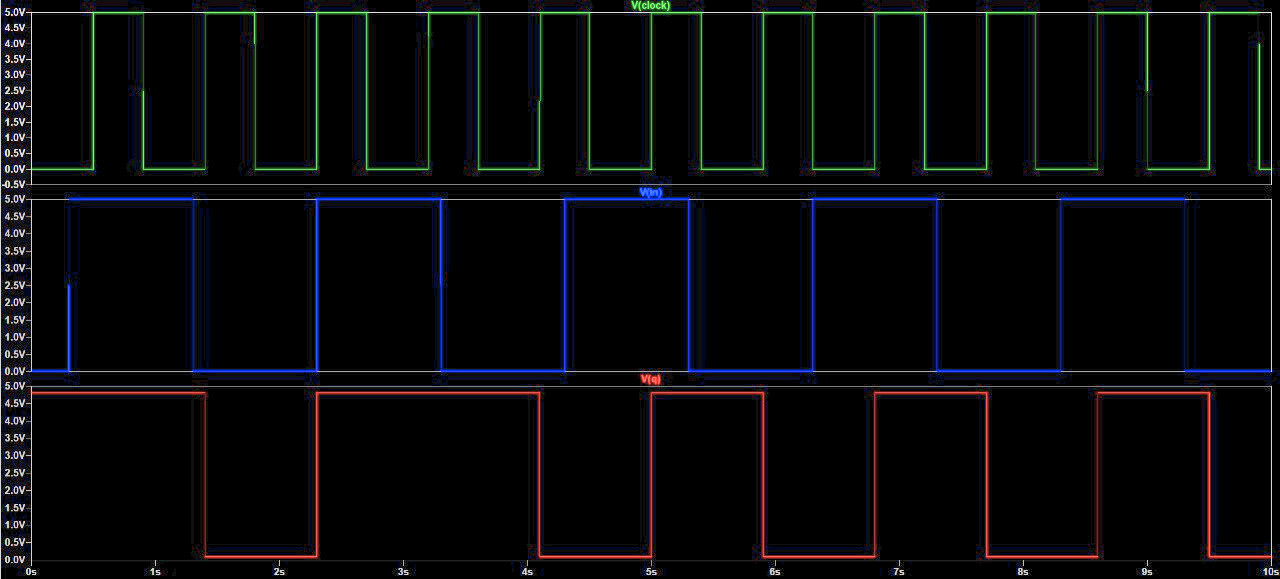 V(clock)
5.0V
4.5V
4.0V
3.5V
3.0V
2.5V
2.0V
1.5V
1.0V
0.5V
0.0V
-0.5V
V(in)
5.0V
4.5V
4.0V
3.5V
3.0V
2.5V
2.0V
1.5V
1.0V
0.5V
0.0V
V(q)
5.0V
4.5V
4.0V
3.5V
3.0V
2.5V
2.0V
1.5V
1.0V
0.5V
0.0V
0s 1s 2s 3s 4s 5s 6s 7s 8s 9s 10s